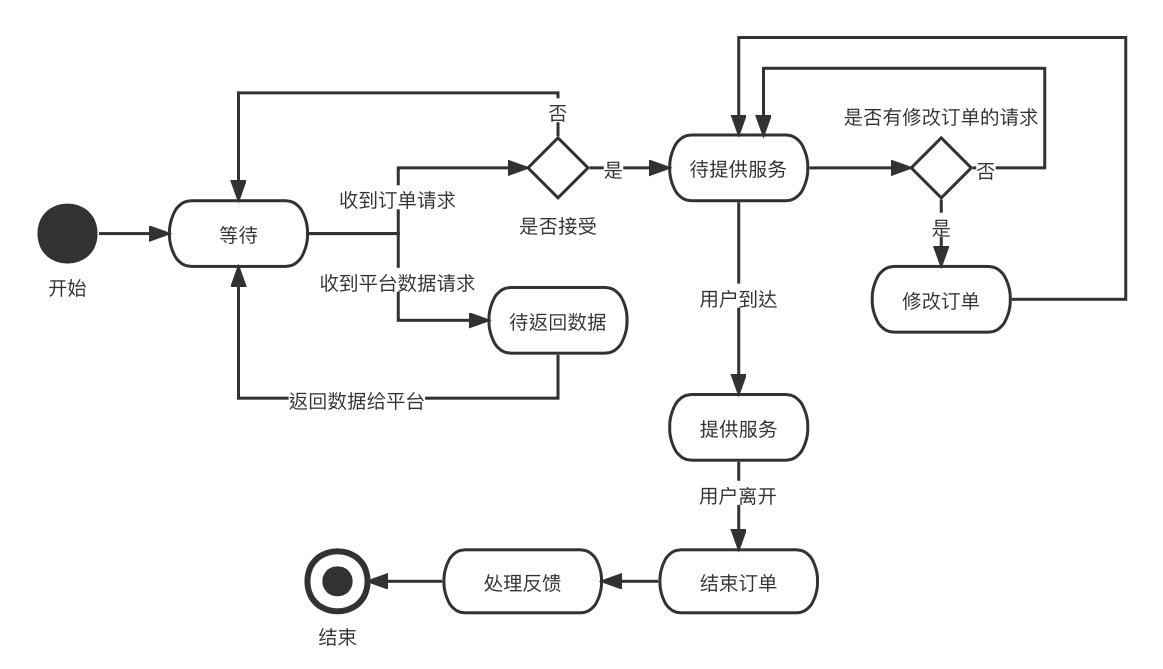 是否有修改订单的请求
否
待提供服务
是
否
收到订单请求
是否接受
是
等待
开始
收到平台数据请求
待返回数据
用户到达
修改订单
返回数据给平台
提供服务
用户离开
处理反馈
结束订单
结束